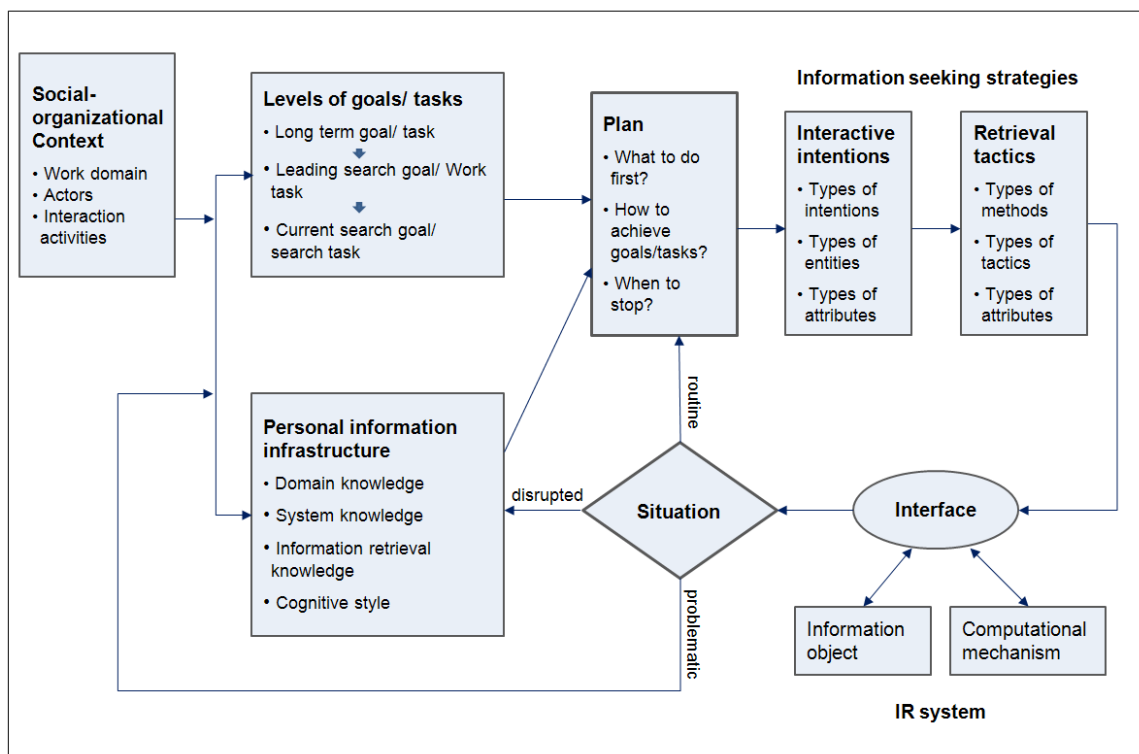 Social-
organizational
Context
• Work domain
• Actors
• Interaction
activities
Levels of goals/ tasks
• Long term goal/ task
• Leading search goal/ Work
task
• Current search goal/
search task
Plan
• What to do
first?
• How to
achieve
goals/tasks?
• When to
stop?
Information seeking strategies
Interactive
intentions
• Types of
intentions
• Types of
entities
• Types of
attributes
Retrieval
tactics
• Types of
methods
• Types of
tactics
• Types of
attributes
Personal information
infrastructure
• Domain knowledge
• System knowledge
• Information retrieval
knowledge
• Cognitive style
disrupted
routine
Situation
problematic
Interface
Information
object
Computational
mechanism
IR system